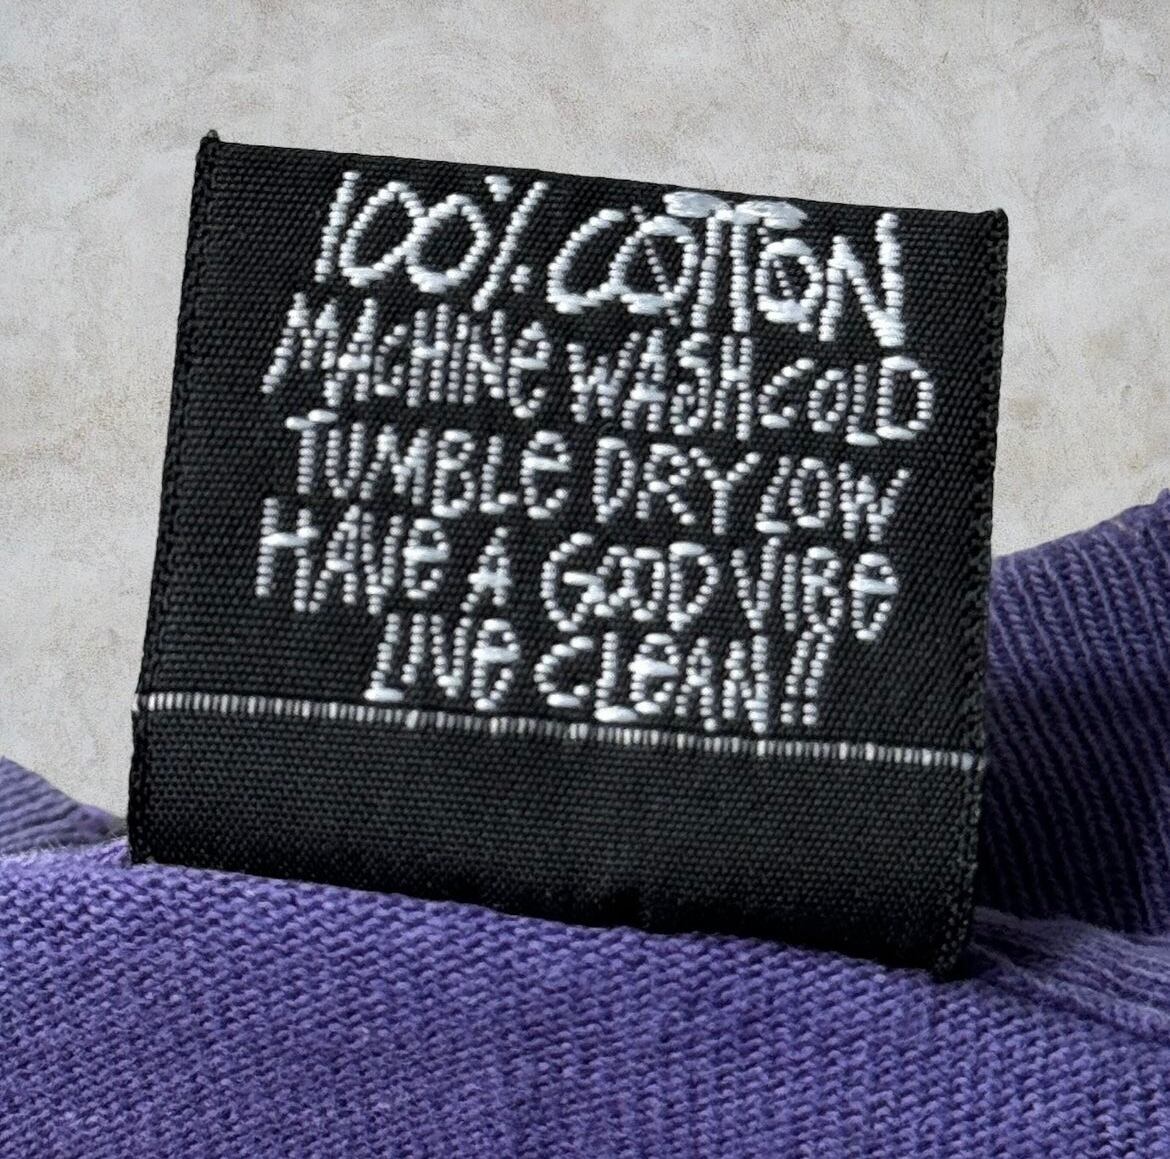 100% COTTON
MACHINe WASH COLD
TUMBLe DRY LOW
HAVe A GOOD VIBe
LIVe CLeAN!!